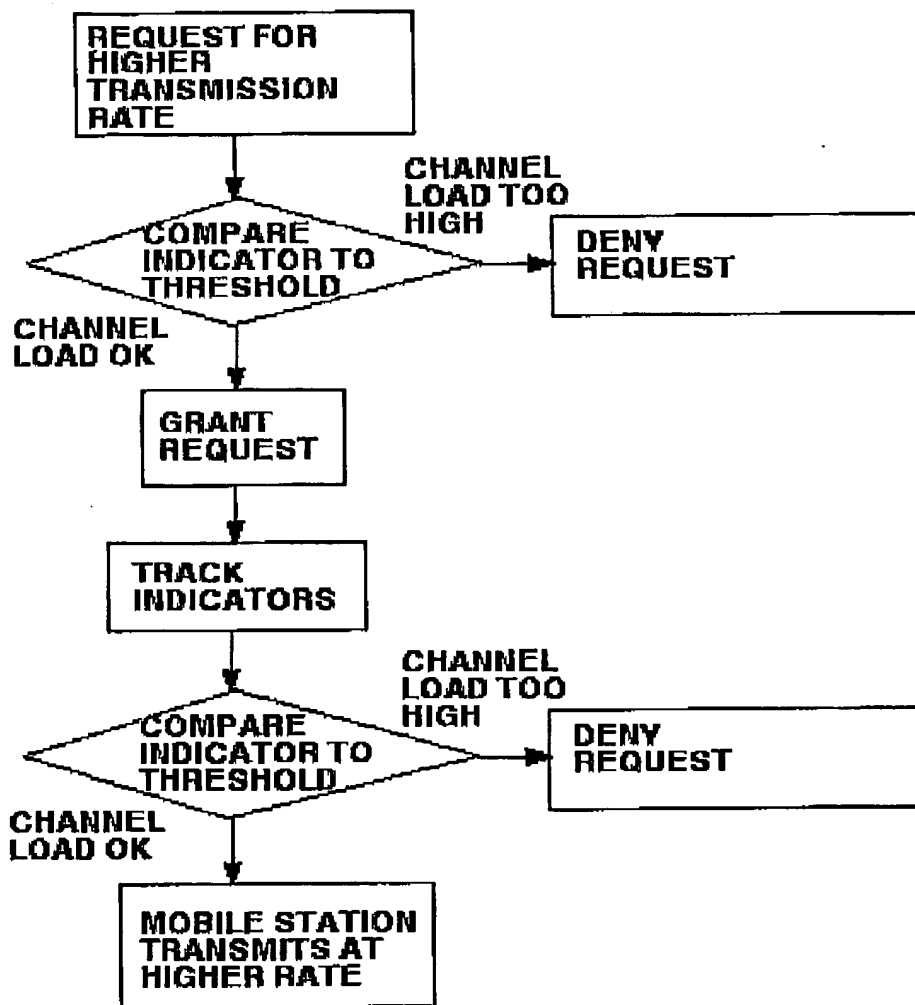 REQUEST FOR
HIGHER
TRANSMISSION
RATE
CHANNEL
LOAD TOO
HIGH
COMPARE
INDICATOR TO
THRESHOLD
DENY
REQUEST
CHANNEL
LOAD OK
GRANT
REQUEST
TRACK
INDICATORS
CHANNEL
LOAD TOO
HIGH
COMPARE
INDICATOR TO
THRESHOLD
DENY
REQUEST
CHANNEL
LOAD OK
MOBILE STATION
TRANSMITS AT
HIGHER RATE